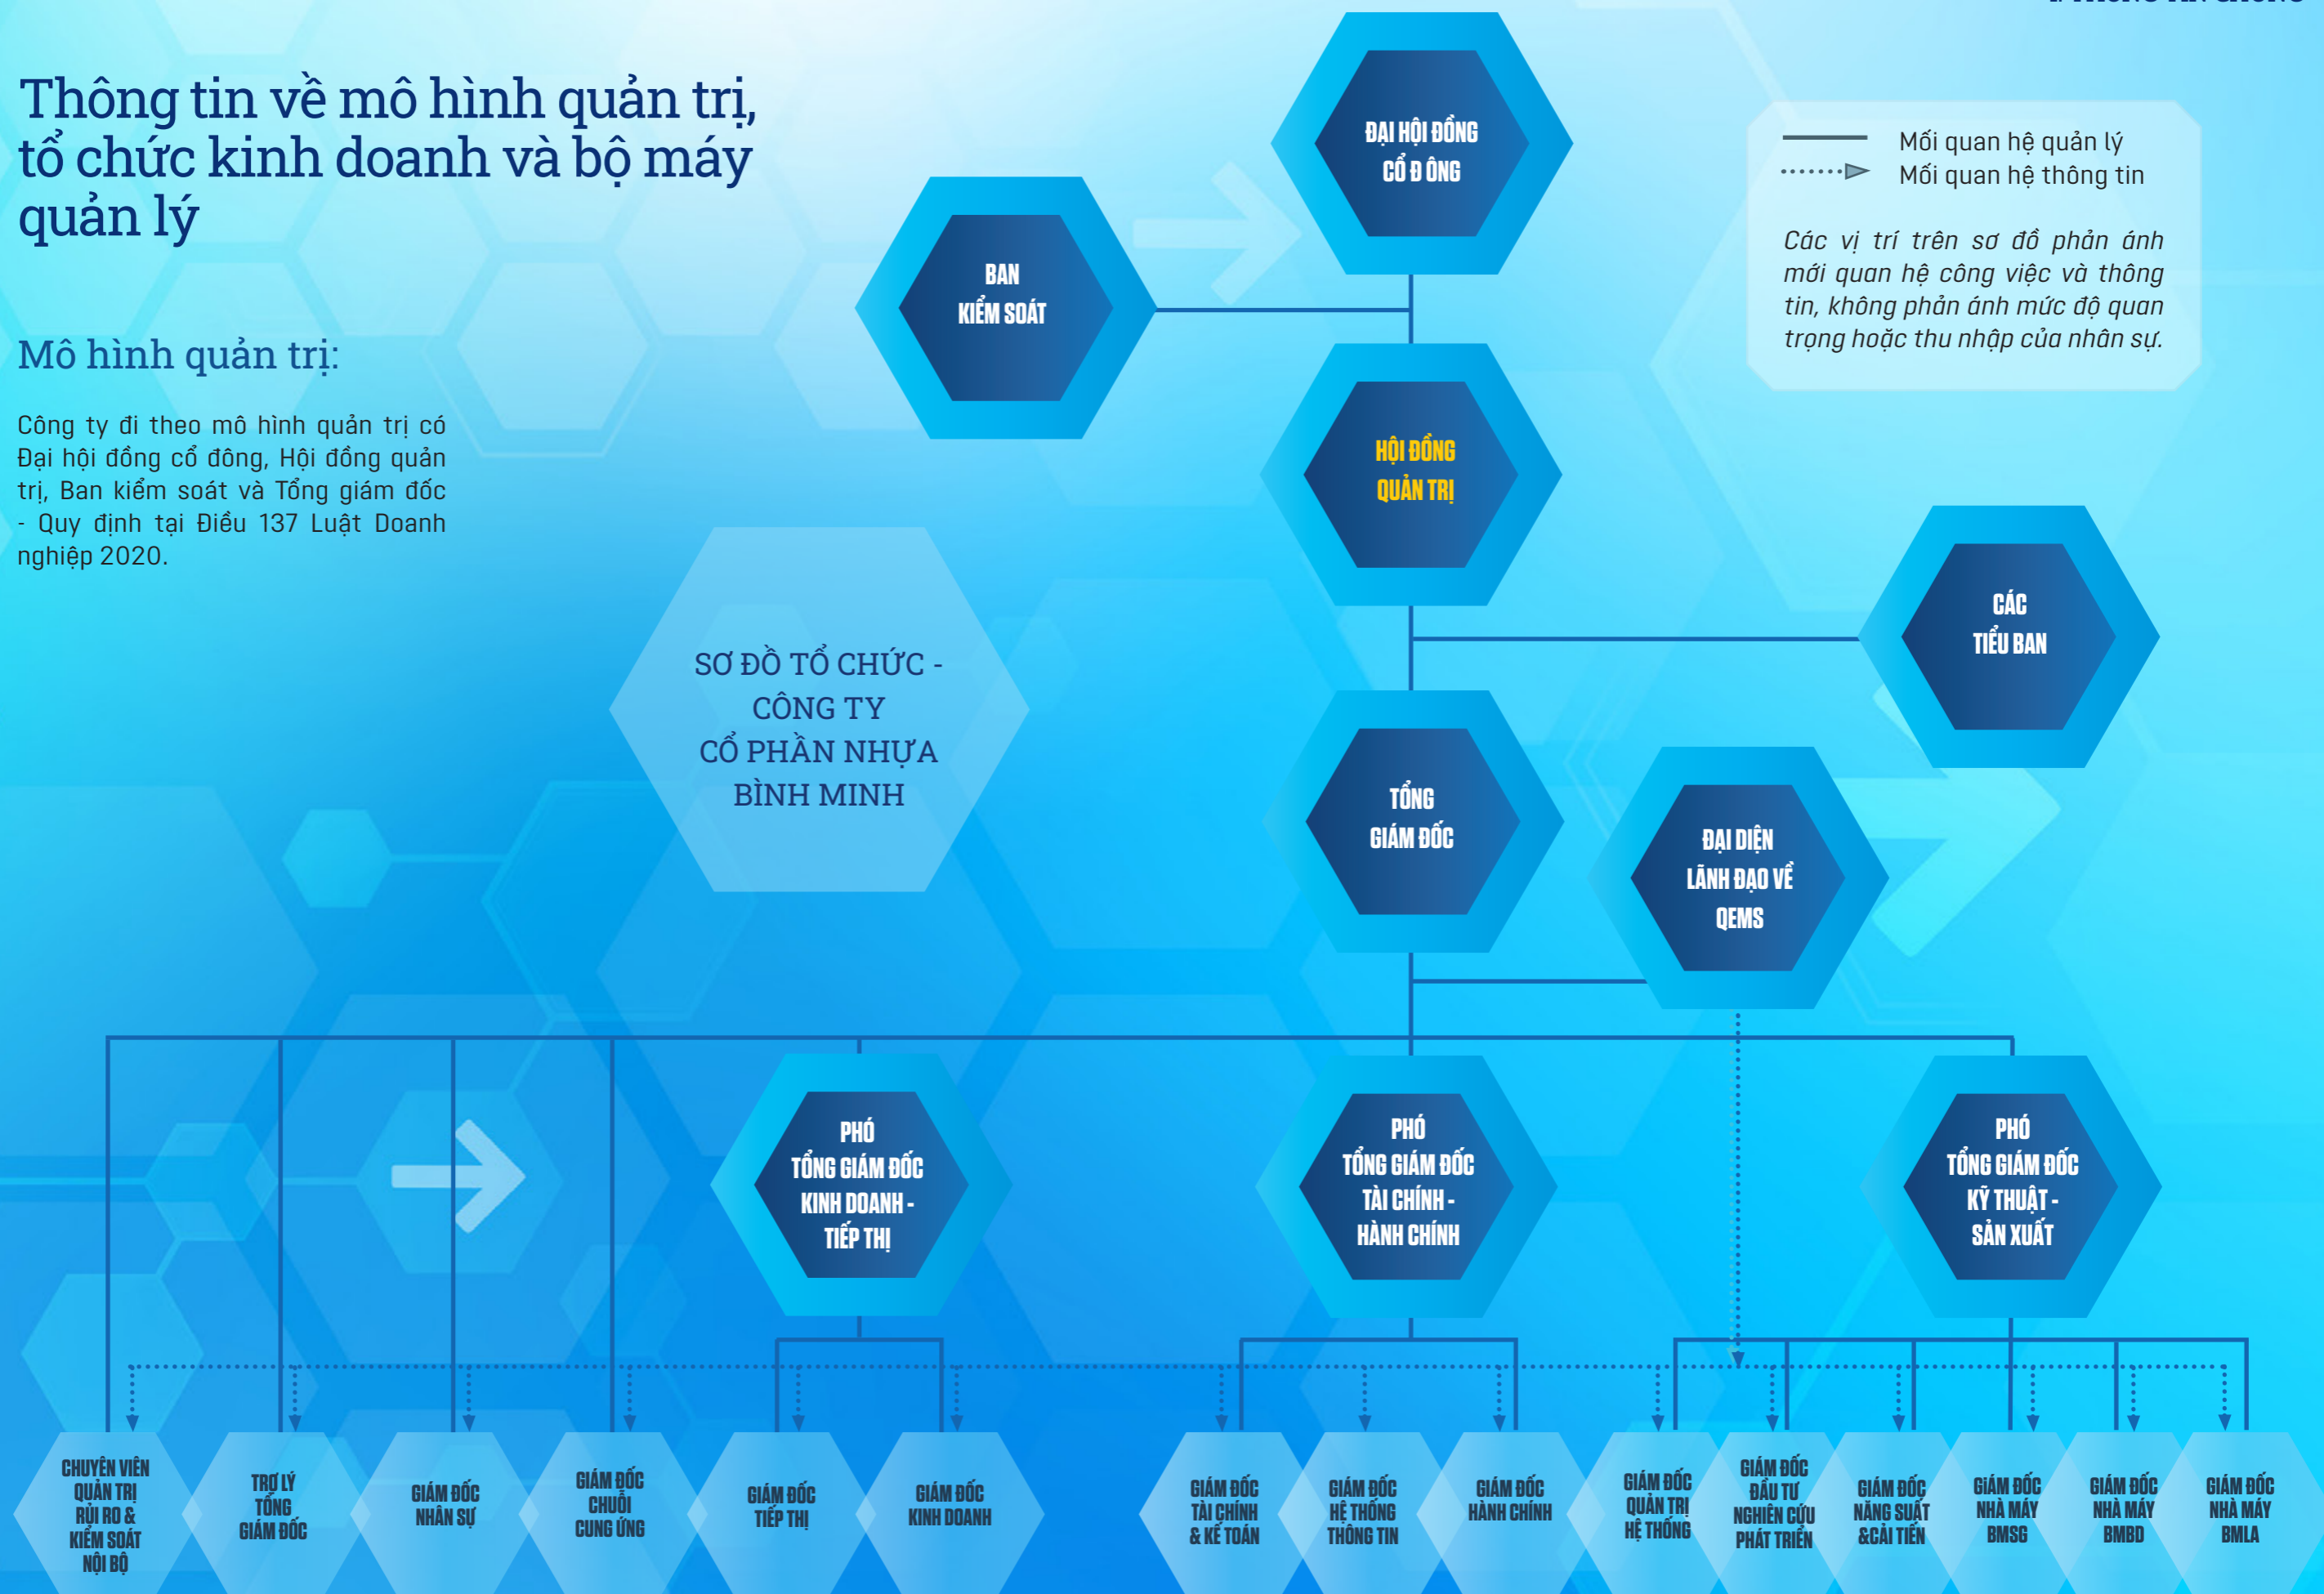 Thông tin về mô hình quản trị,
tổ chức kinh doanh và bộ máy
quản lý
Mô hình quản trị:
Công ty đi theo mô hình quản trị có
Đại hội đồng cổ đông, Hội đồng quản
trị, Ban kiểm soát và Tổng giám đốc
- Quy định tại Điều 137 Luật Doanh
nghiệp 2020.
ĐẠI HỘI ĐỒNG
CỔ Đ ÔNG
Mối quan hệ quản lý
Mối quan hệ thông tin
Các vị trí trên sơ đồ phản ánh
mới quan hệ công việc và thông
tin, không phản ánh mức độ quan
trọng hoặc thu nhập của nhân sự.
BAN
KIỂM SOÁT
HỘI ĐỒNG
QUẢN TRỊ
CÁC
TIỂU BAN
SƠ ĐỒ TỔ CHỨC -
CÔNG TY
CỔ PHẦN NHỰA
BÌNH MINH
TỔNG
GIÁM ĐỐC
ĐẠI DIỆN
LÃNH ĐẠO VỀ
QEMS
PHÓ
TỔNG GIÁM ĐỐC
KINH DOANH -
TIẾP THỊ
PHÓ
TỔNG GIÁM ĐỐC
TÀI CHÍNH -
HÀNH CHÍNH
PHÓ
TỔNG GIÁM ĐỐC
KỸ THUẬT -
SẢN XUẤT
CHUYÊN VIÊN
QUẢN TRỊ
RỦI RO &
KIỂM SOÁT
NỘI BỘ
TRỢ LÝ
TỔNG
GIÁM ĐỐC
GIÁM ĐỐC
NHÂN SỰ
GIÁM ĐỐC
CHUỖI
CUNG ỨNG
GIÁM ĐỐC
TIẾP THỊ
GIÁM ĐỐC
KINH DOANH
GIÁM ĐỐC
TÀI CHÍNH
& KẾ TOÁN
GIÁM ĐỐC
HỆ THỐNG
THÔNG TIN
GIÁM ĐỐC
HÀNH CHÍNH
GIÁM ĐỐC
QUẢN TRỊ
HỆ THỐNG
GIÁM ĐỐC
ĐẦU TƯ
NGHIÊN CỨU
PHÁT TRIỂN
GIÁM ĐỐC
NĂNG SUẤT
&CẢI TIẾN
GIÁM ĐỐC
NHÀ MÁY
BMSG
GIÁM ĐỐC
NHÀ MÁY
BMBD
GIÁM ĐỐC
NHÀ MÁY
BMLA